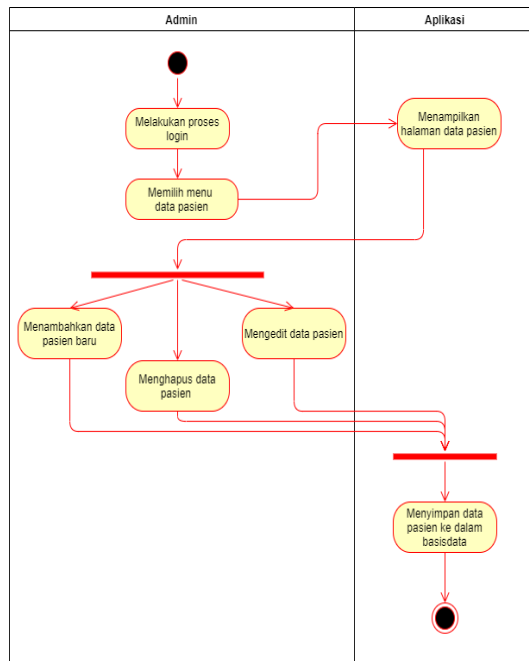 Admin
Aplikasi
Melakukan proses
login
Menampilkan
halaman data pasien
Memilih menu
data pasien
Menambahkan data
pasien baru
Menghapus data
pasien
Mengedit data pasien
Menyimpan data
pasien ke dalam
basisdata